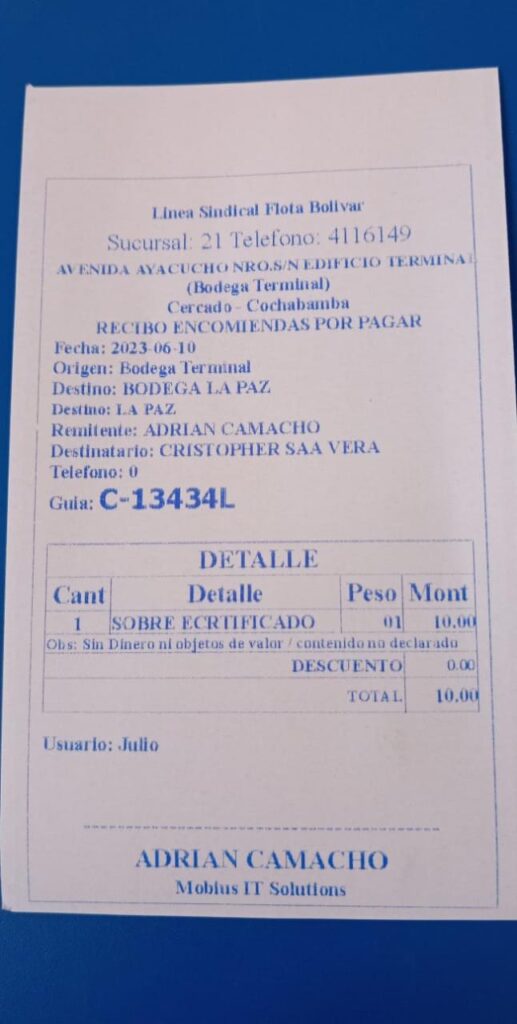 Linea Sindical Flota Bolivar
Sucursal: 21 Telefono: 4116149
AVENIDA AYACUCHO NRO.S/N EDIFICIO TERMINAL
(Bodega Terminal)
Cercado - Cochabamba
RECIBO ENCOMIENDAS POR PAGAR
Fecha: 2023-06-10
Origen: Bodega Terminal
Destino: BODEGA LA PAZ
Destino: LA PAZ
Remitente: ADRIAN CAMACHO
Destinatario: CRISTOPHER SAA VERA
Telefono: 0
Guia: C-13434L
DETALLE
Cant Detalle Peso Mont
1 SOBRE ECRTIFICADO 01 10.00
Obs: Sin Dinero ni objetos de valor / contenido no declarado
DESCUENTO 0.00
TOTAL 10.00
Usuario: Julio
ADRIAN CAMACHO
Mobius IT Solutions